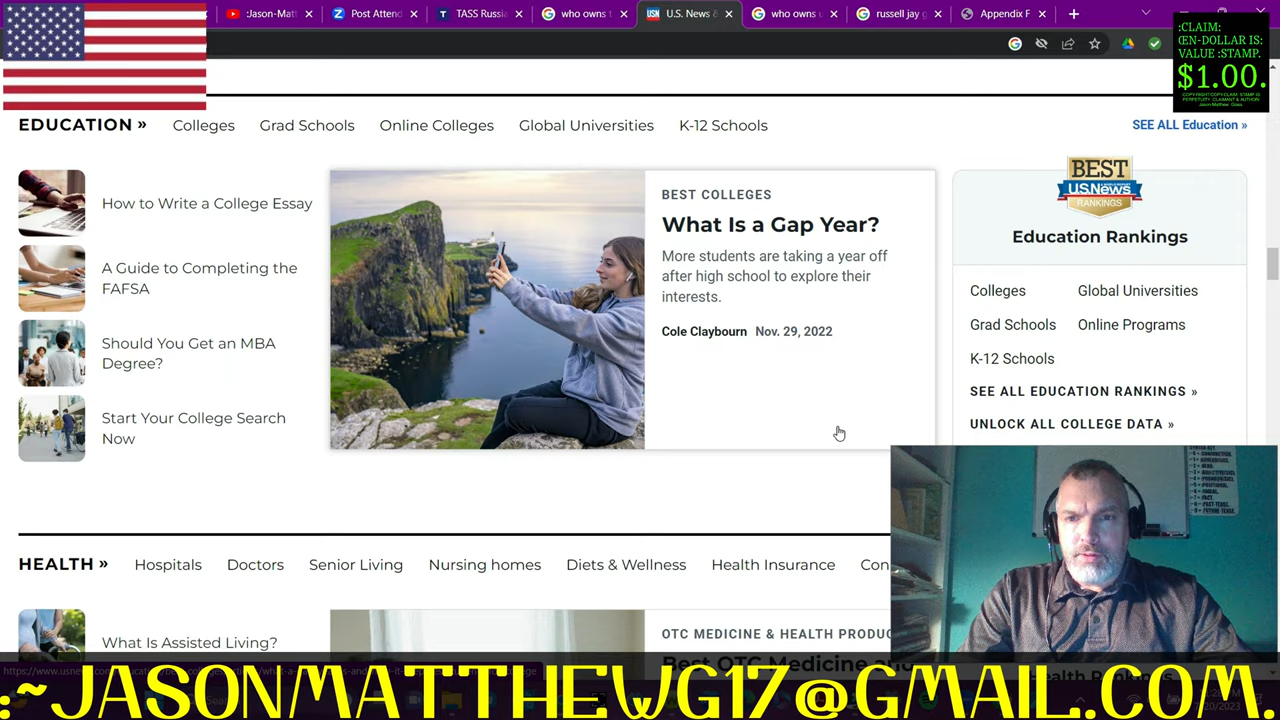 :Jason-Matt
Post Attend
TASS Russia
who owns t
U.S. News &
who owns u
russell jay g
Appendix F
:CLAIM:
ŒN-DOLLAR IS:
VALUE :STAMP.
$1.00.
EDUCATION »
Colleges
Grad Schools
Online Colleges
Global Universities
K-12 Schools
SEE ALL Education »
How to Write a College Essay
A Guide to Completing the
FAFSA
Should You Get an MBA
Degree?
Start Your College Search
Now
BEST COLLEGES
What Is a Gap Year?
More students are taking a year off
after high school to explore their
interests.
Cole Claybourn Nov. 29, 2022
BEST
U.S.News
RANKINGS
Education Rankings
Colleges
Global Universities
Grad Schools
Online Programs
K-12 Schools
SEE ALL EDUCATION RANKINGS »
UNLOCK ALL COLLEGE DATA »
HEALTH »
Hospitals
Doctors
Senior Living
Nursing homes
Diets & Wellness
Health Insurance
What Is Assisted Living?
OTC MEDICINE & HEALTH
:~JASONMATTHEWG17@GMAIL.COM.